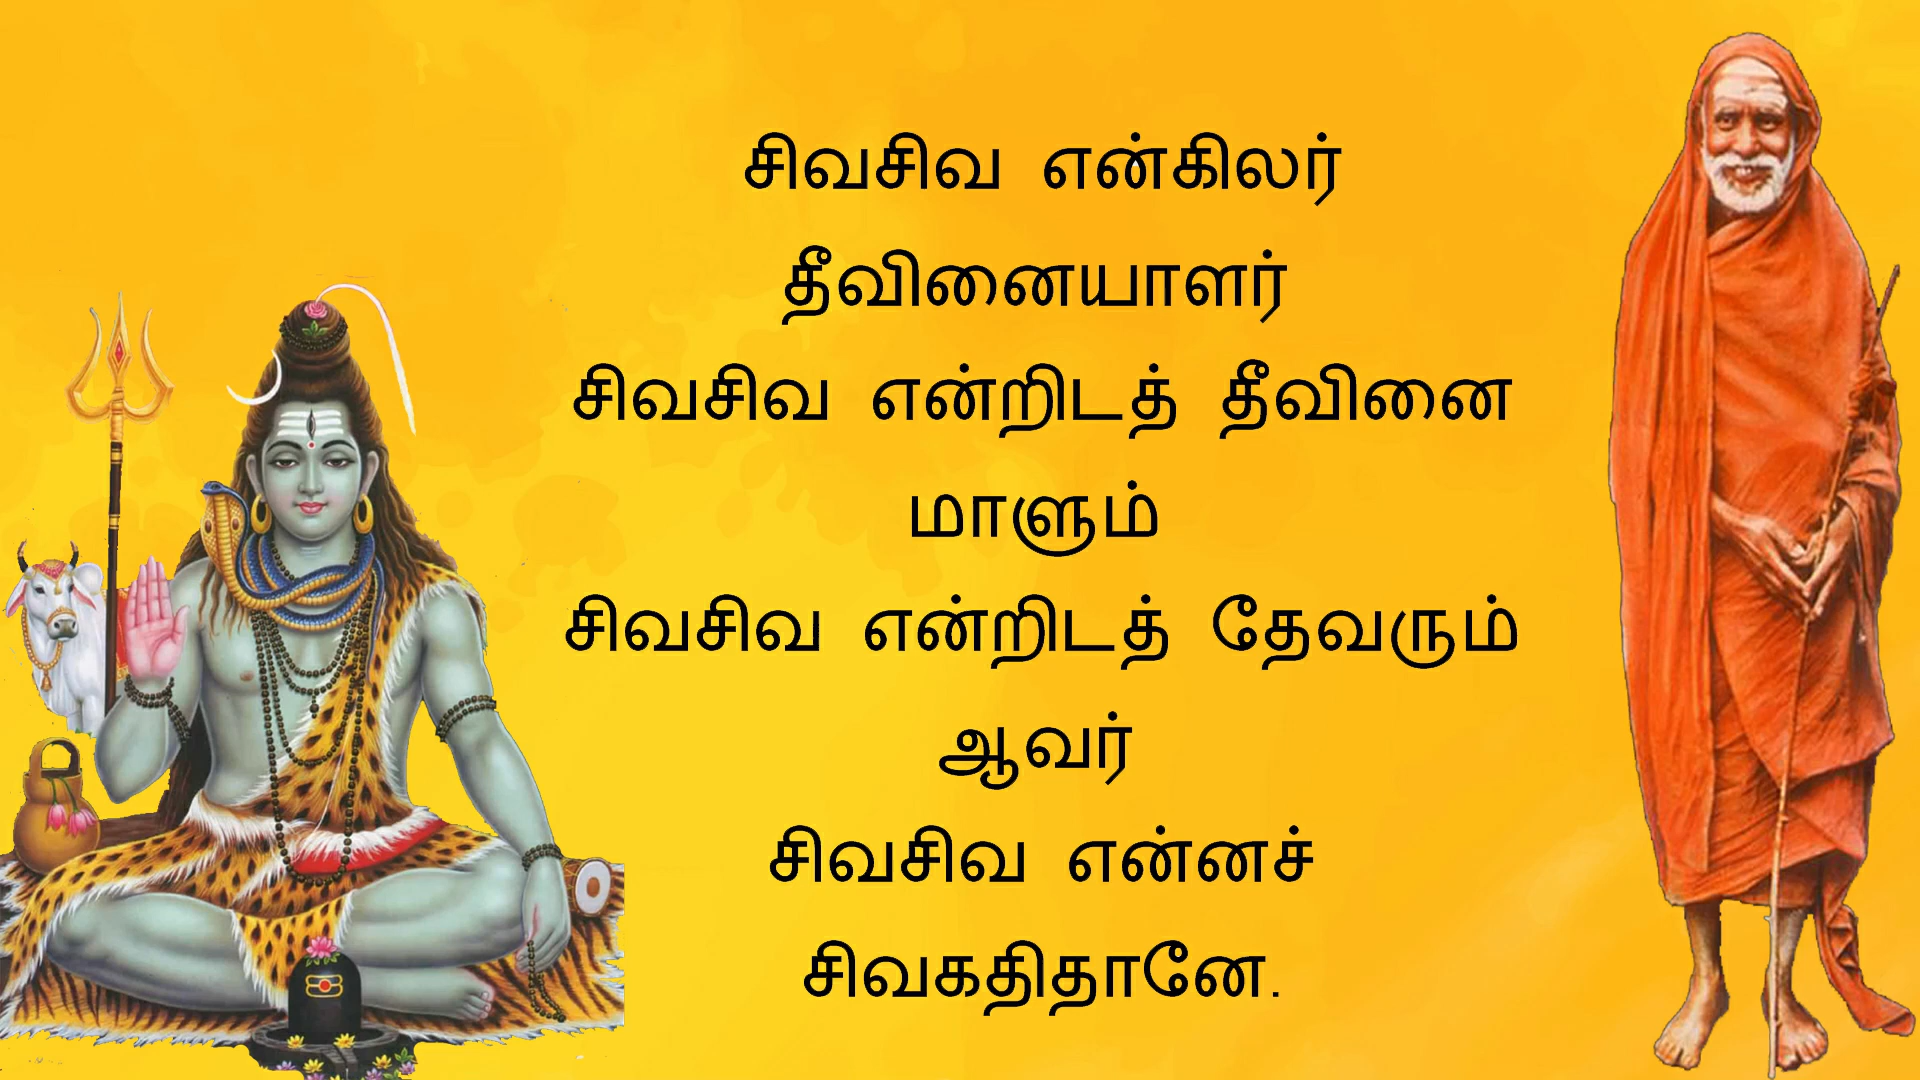 சிவசிவ என்கிலர்
தீவினையாளர்
சிவசிவ என்றிடத் தீவினை
மாளும்
சிவசிவ என்றிடத் தேவரும்
ஆவர்
சிவசிவ என்னச்
சிவகதிதானே.